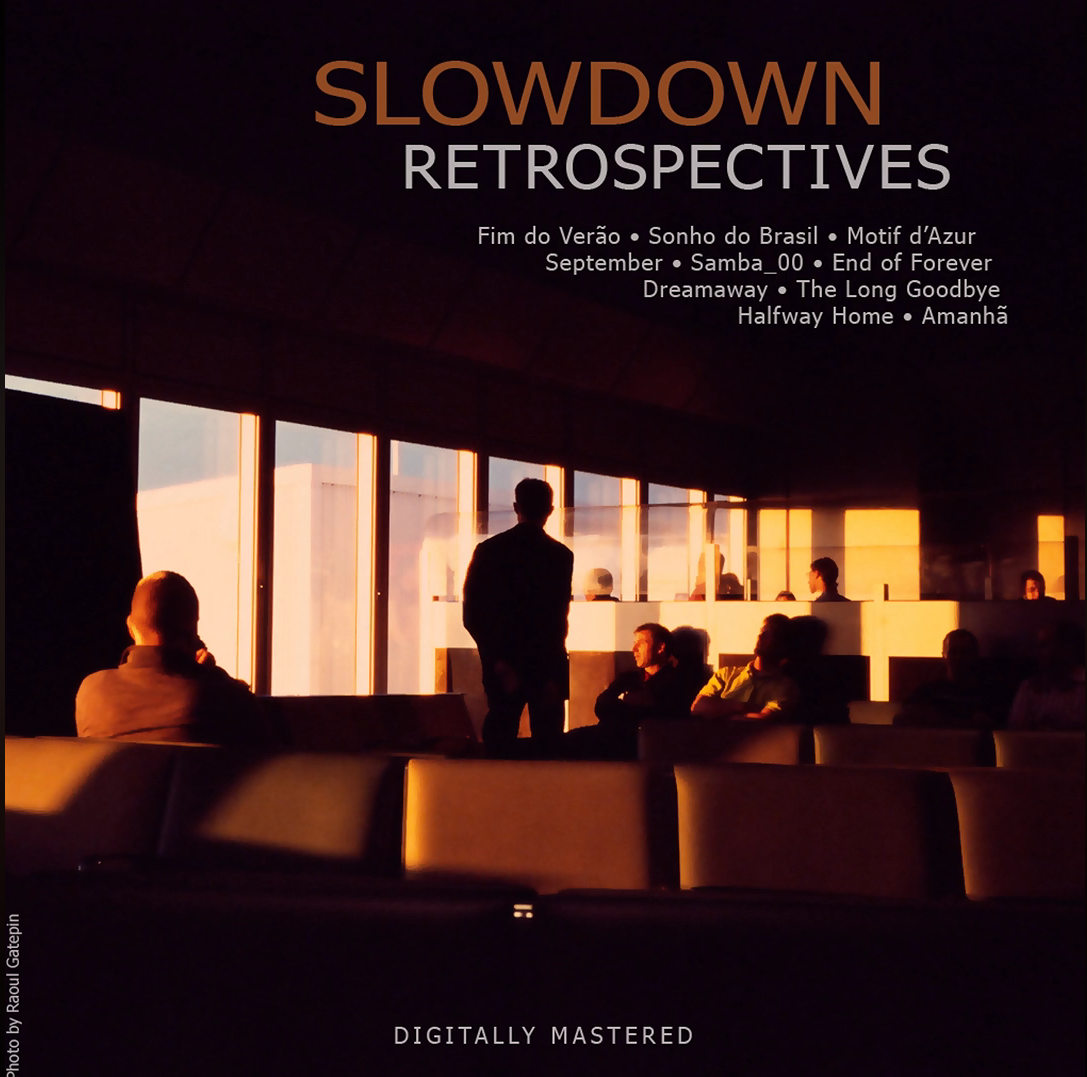 SLOWDOWN
RETROSPECTIVES
Fim do Verão • Sonho do Brasil • Motif d’Azur
September • Samba_00 • End of Forever
Dreamaway • The Long Goodbye
Halfway Home • Amanhã
Photo by Raoul Gatepin
DIGITALLY MASTERED